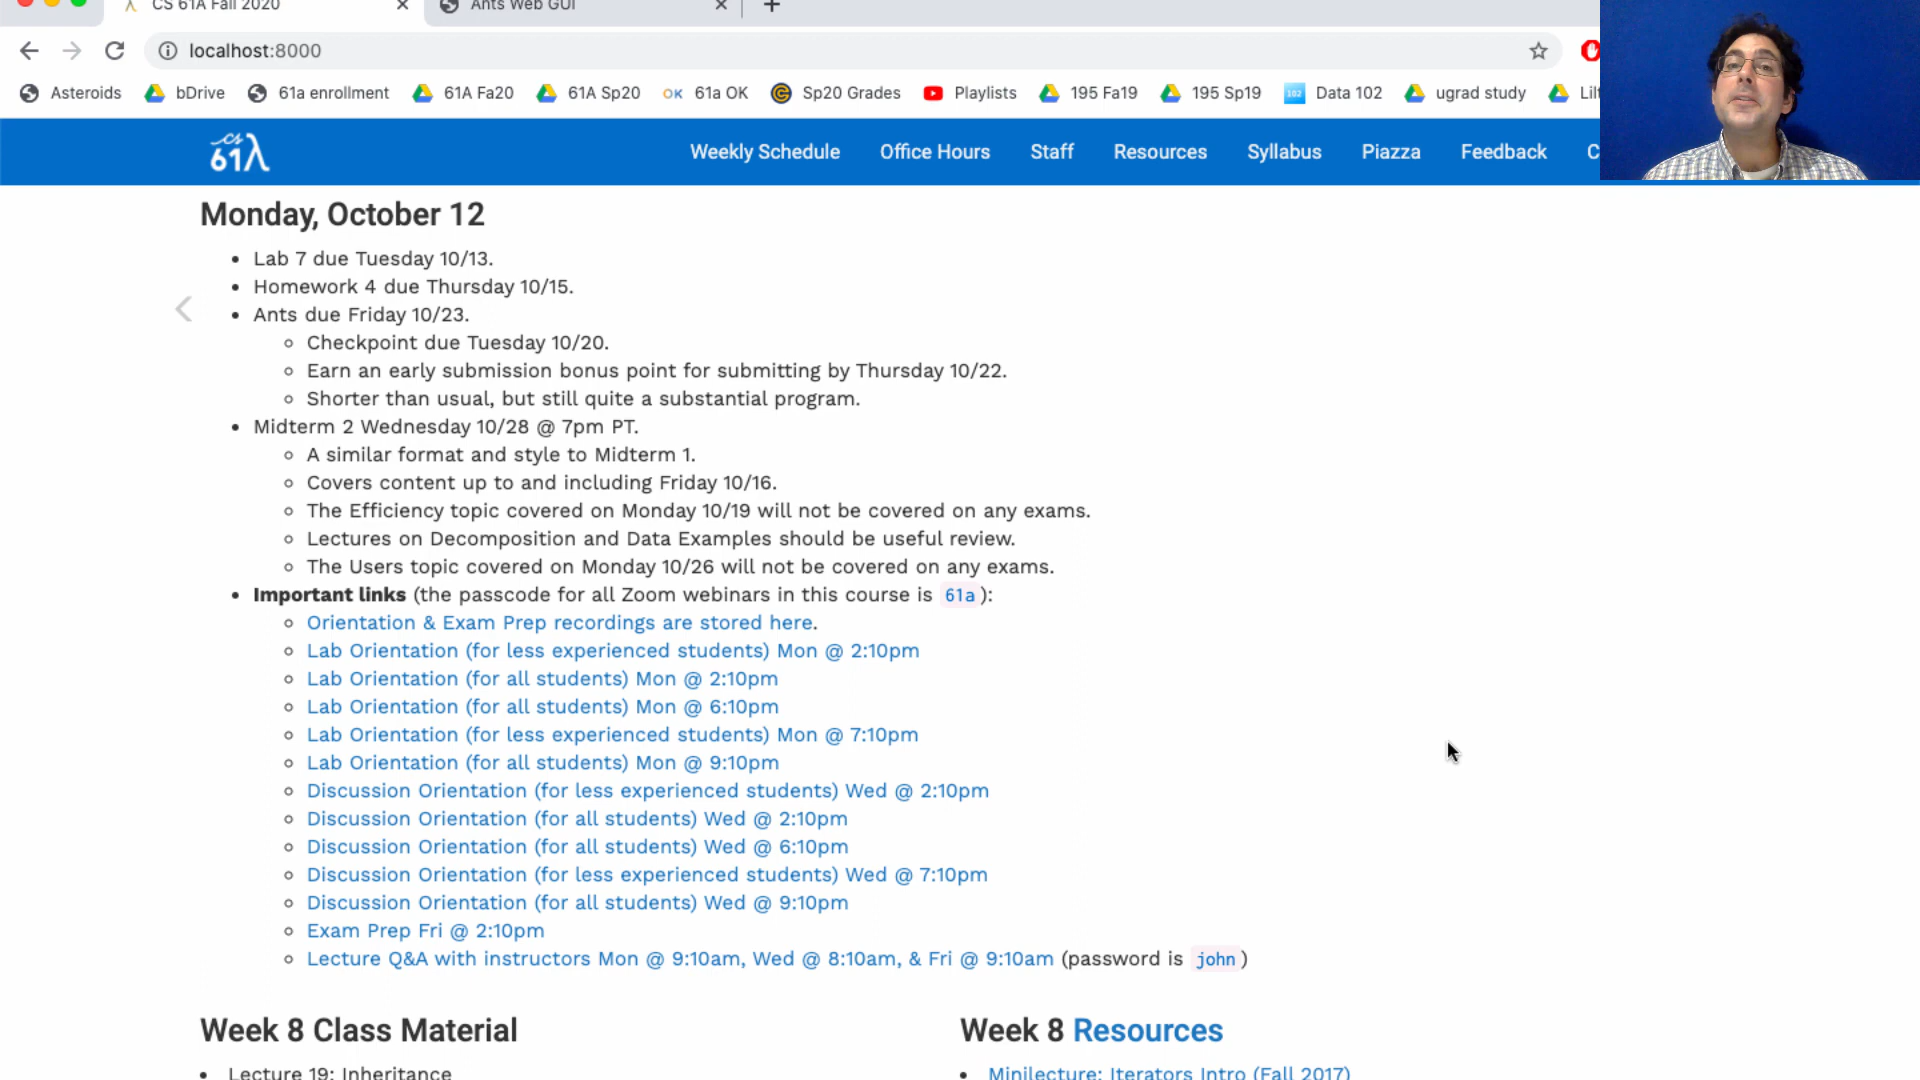 CS 61A Fall 2020
Ants Web GUI
localhost:8000
Asteroids bDrive 61a enrollment 61A Fa20 61A Sp20 OK 61a OK Sp20 Grades Playlists 195 Fa19 195 Sp19 102 Data 102 ugrad study
cs 61λ Weekly Schedule Office Hours Staff Resources Syllabus Piazza Feedback
Monday, October 12
• Lab 7 due Tuesday 10/13.
• Homework 4 due Thursday 10/15.
• Ants due Friday 10/23.
◦ Checkpoint due Tuesday 10/20.
◦ Earn an early submission bonus point for submitting by Thursday 10/22.
◦ Shorter than usual, but still quite a substantial program.
• Midterm 2 Wednesday 10/28 @ 7pm PT.
◦ A similar format and style to Midterm 1.
◦ Covers content up to and including Friday 10/16.
◦ The Efficiency topic covered on Monday 10/19 will not be covered on any exams.
◦ Lectures on Decomposition and Data Examples should be useful review.
◦ The Users topic covered on Monday 10/26 will not be covered on any exams.
• Important links (the passcode for all Zoom webinars in this course is 61a):
◦ Orientation & Exam Prep recordings are stored here.
◦ Lab Orientation (for less experienced students) Mon @ 2:10pm
◦ Lab Orientation (for all students) Mon @ 2:10pm
◦ Lab Orientation (for all students) Mon @ 6:10pm
◦ Lab Orientation (for less experienced students) Mon @ 7:10pm
◦ Lab Orientation (for all students) Mon @ 9:10pm
◦ Discussion Orientation (for less experienced students) Wed @ 2:10pm
◦ Discussion Orientation (for all students) Wed @ 2:10pm
◦ Discussion Orientation (for all students) Wed @ 6:10pm
◦ Discussion Orientation (for less experienced students) Wed @ 7:10pm
◦ Discussion Orientation (for all students) Wed @ 9:10pm
◦ Exam Prep Fri @ 2:10pm
◦ Lecture Q&A with instructors Mon @ 9:10am, Wed @ 8:10am, & Fri @ 9:10am (password is john)
Week 8 Class Material
• Lecture 19: Inheritance
Week 8 Resources
• Minilecture: Iterators Intro (Fall 2017)